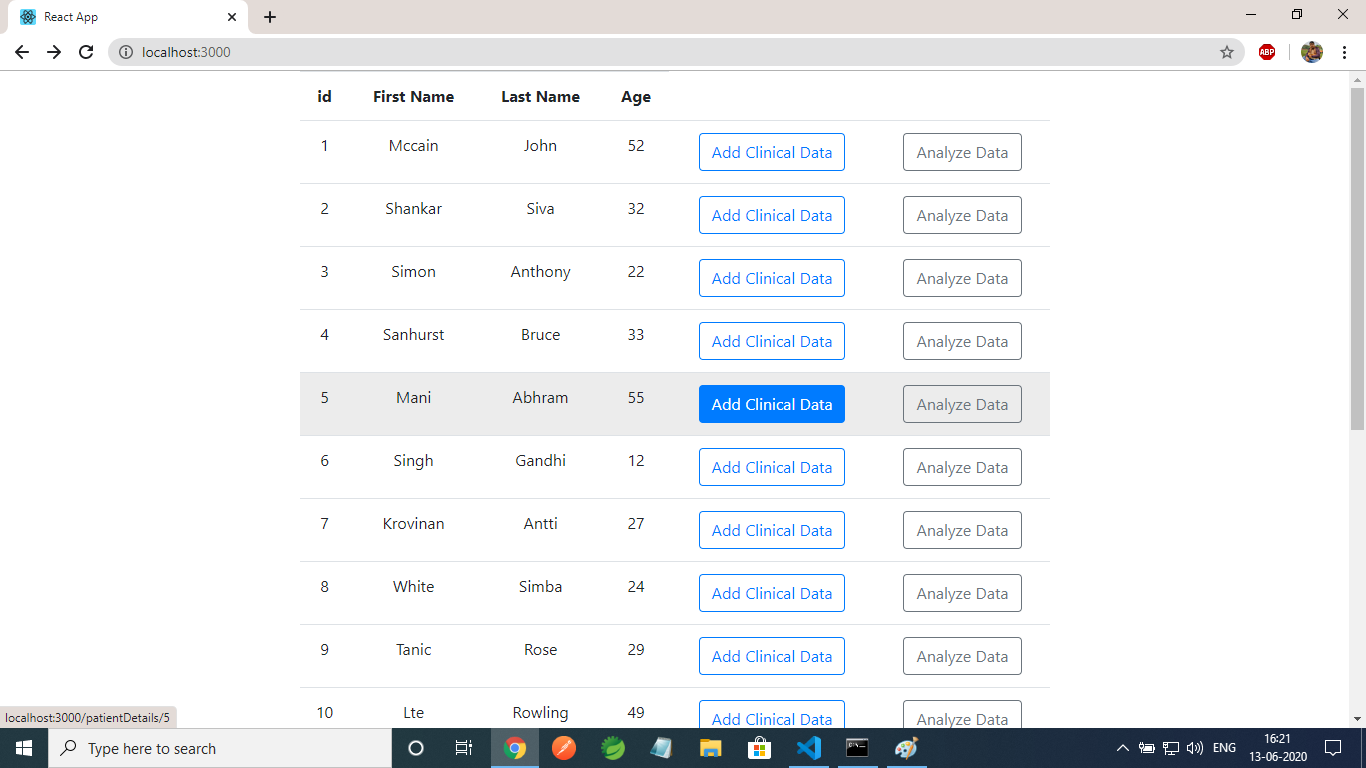 React App
localhost:3000
ABP
id First Name Last Name Age
1 Mccain John 52 Add Clinical Data Analyze Data
2 Shankar Siva 32 Add Clinical Data Analyze Data
3 Simon Anthony 22 Add Clinical Data Analyze Data
4 Sanhurst Bruce 33 Add Clinical Data Analyze Data
5 Mani Abhram 55 Add Clinical Data Analyze Data
6 Singh Gandhi 12 Add Clinical Data Analyze Data
7 Krovinan Antti 27 Add Clinical Data Analyze Data
8 White Simba 24 Add Clinical Data Analyze Data
9 Tanic Rose 29 Add Clinical Data Analyze Data
10 Lte Rowling 49 Add Clinical Data Analyze Data
localhost:3000/patientDetails/5
Type here to search
ENG
16:21
13-06-2020